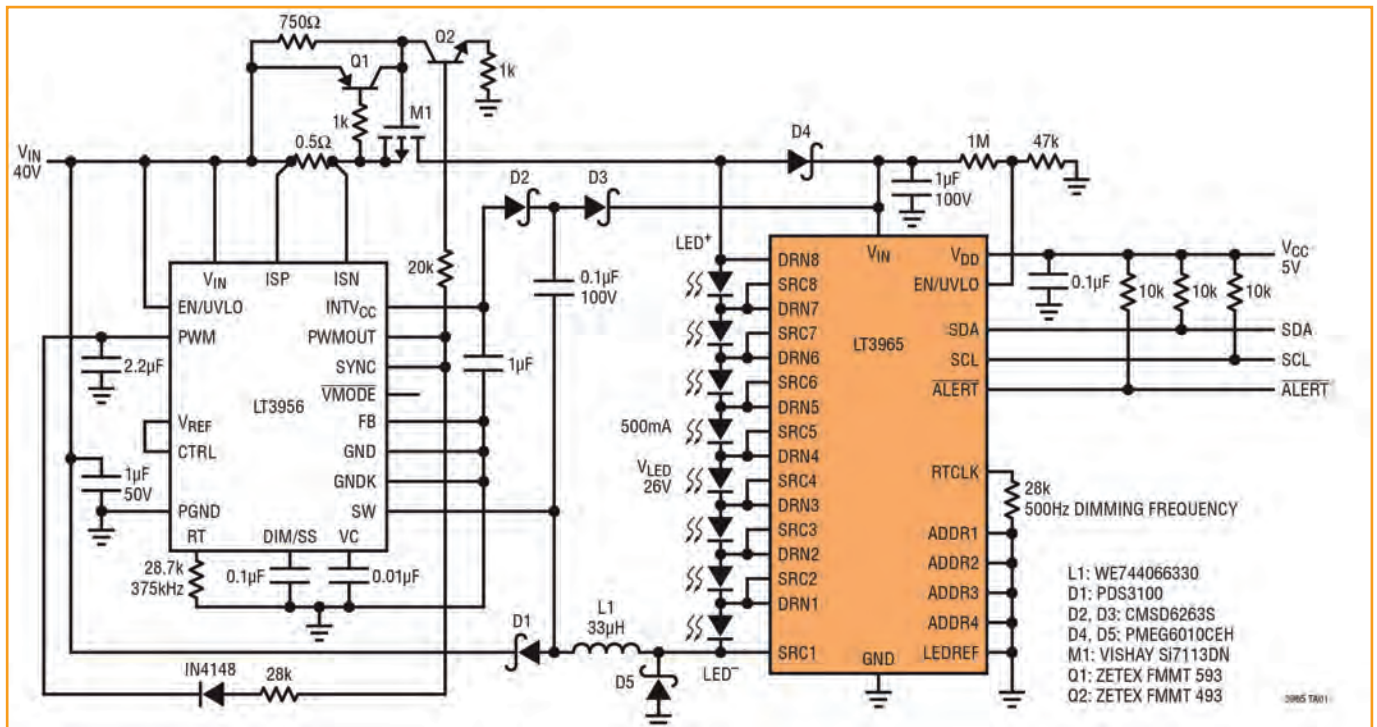 750Ω
Q2
Q1
1k
1k
M1
0.5Ω
VIN
40V
D4
1M
47k
1µF
100V
D2
D3
LED+
VIN
ISP
ISN
EN/UVLO
PWM
2.2µF
VREF
CTRL
1µF
50V
PGND
LT3956
INTVCC
PWMOUT
SYNC
VMODE
FB
GND
GNDK
SW
RT
DIM/SS
VC
20k
1µF
0.1µF
100V
28.7k
375kHz
0.1µF
0.01µF
D1
L1
33µH
D5
LED–
IN4148
28k
500mA
VLED
26V
DRN8
SRC8
DRN7
SRC7
DRN6
SRC6
DRN5
SRC5
DRN4
SRC4
DRN3
SRC3
DRN2
SRC2
DRN1
SRC1
VIN
LT3965
GND
VDD
EN/UVLO
SDA
SCL
ALERT
RTCLK
ADDR1
ADDR2
ADDR3
ADDR4
LEDREF
0.1µF
10k
10k
10k
VCC
5V
SDA
SCL
ALERT
28k
500Hz DIMMING FREQUENCY
L1: WE744066330
D1: PDS3100
D2, D3: CMSD6263S
D4, D5: PMEG6010CEH
M1: VISHAY Si7113DN
Q1: ZETEX FMMT 593
Q2: ZETEX FMMT 493
3965 TA01